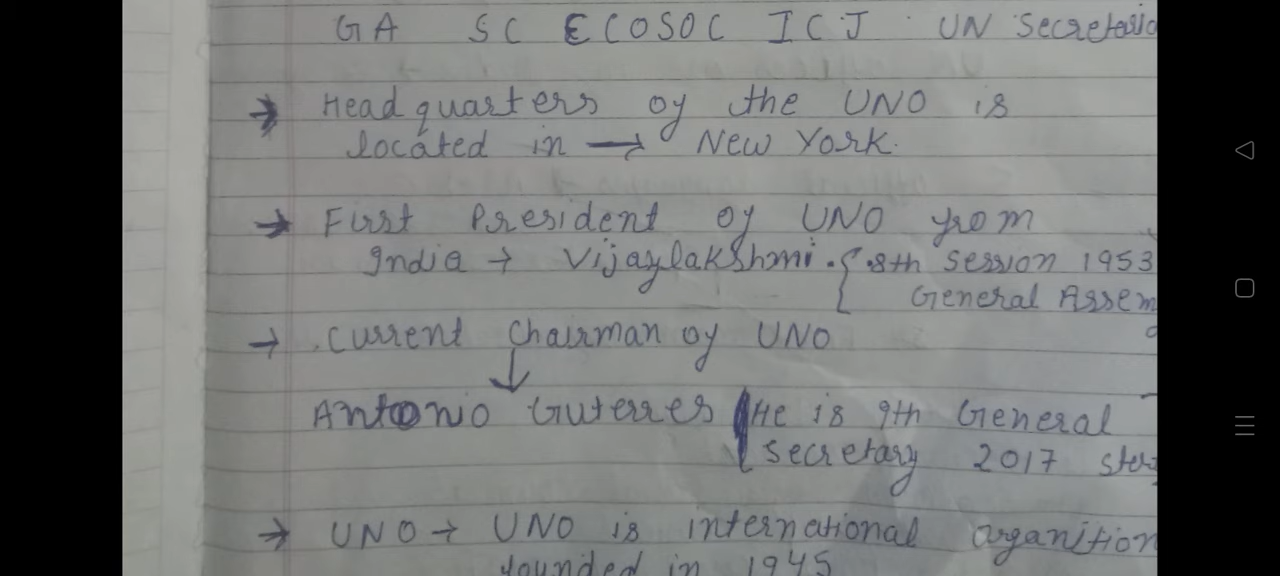 GA SC ECOSOC ICJ UN
→ Headquarters of the UNO is
located in → New York.
→ First President of UNO from
India → Vijaylakshmi. { 8th session 1953
General Assem
→ Current Chairman of UNO
↓
Antonio Guterres { He is 9th General
Secretary 2017
→ UNO → UNO is international organition
founded in 1945